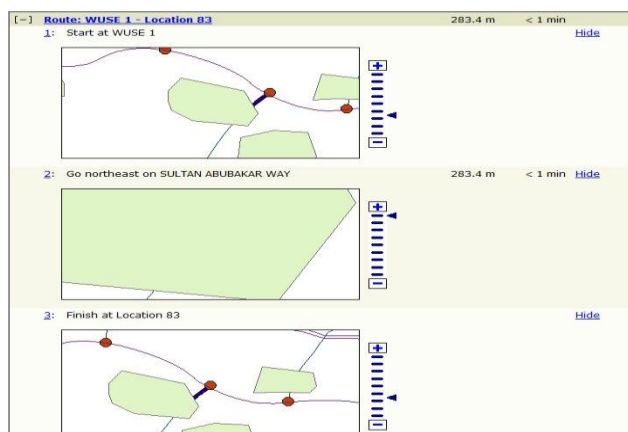 [-] Route: WUSE 1 - Location 83 283.4 m < 1 min
1: Start at WUSE 1 Hide
2: Go northeast on SULTAN ABUBAKAR WAY 283.4 m < 1 min Hide
3: Finish at Location 83 Hide